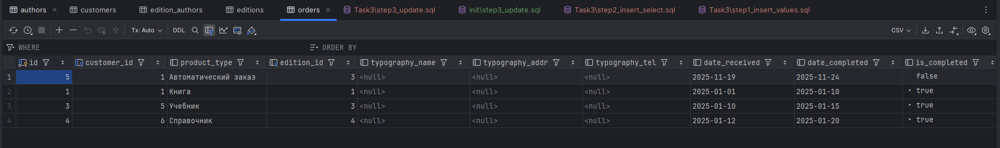 authors customers edition_authors editions orders Task3\step3_update.sql init\step3_update.sql Task3\step2_insert_select.sql Task3\step1_insert_values.sql
Tx: Auto DDL CSV
WHERE ORDER BY
id customer_id product_type edition_id typography_name typography_addr typography_tel date_received date_completed is_completed
1 5 1 Автоматический заказ 3 <null> <null> <null> 2025-11-19 2025-11-24 false
2 1 1 Книга 1 <null> <null> <null> 2025-01-01 2025-01-10 true
3 3 5 Учебник 3 <null> <null> <null> 2025-01-10 2025-01-15 true
4 4 6 Справочник 4 <null> <null> <null> 2025-01-12 2025-01-20 true